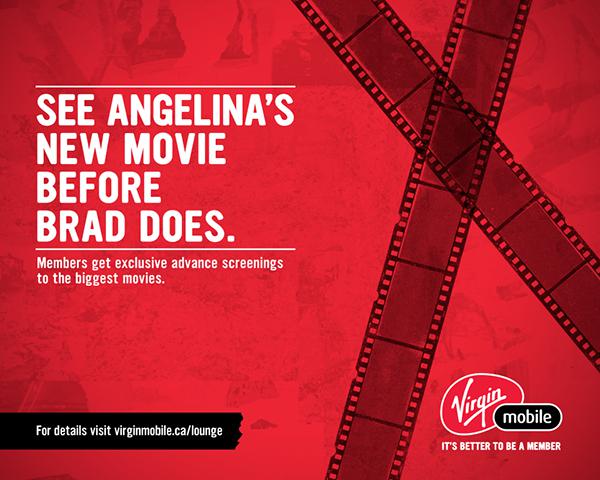 SEE ANGELINA'S
NEW MOVIE
BEFORE
BRAD DOES.
Members get exclusive advance screenings
to the biggest movies.
For details visit virginmobile.ca/lounge
Virgin
mobile
IT'S BETTER TO BE A MEMBER